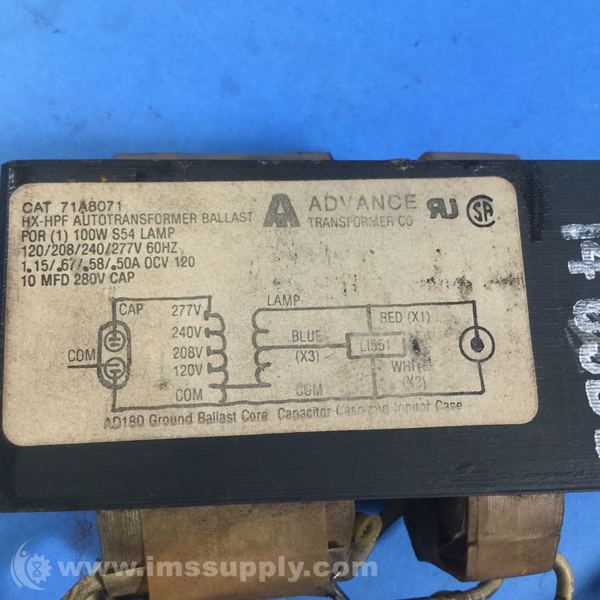 CAT 71A8071
HX-HPF AUTOTRANSFORMER BALLAST
FOR (1) 100W S54 LAMP
120/208/240/277V 60HZ
1.15/.67/.58/.50A OCV 120
10 MFD 280V CAP
ADVANCE
TRANSFORMER CO
CAP 277V LAMP RED (X1)
240V BLUE
COM 208V (X3) LI551
120V WHITE
COM COM (X2)
AD180 Ground Ballast Core, Capacitor Case and Ignitor Case
www.imssupply.com